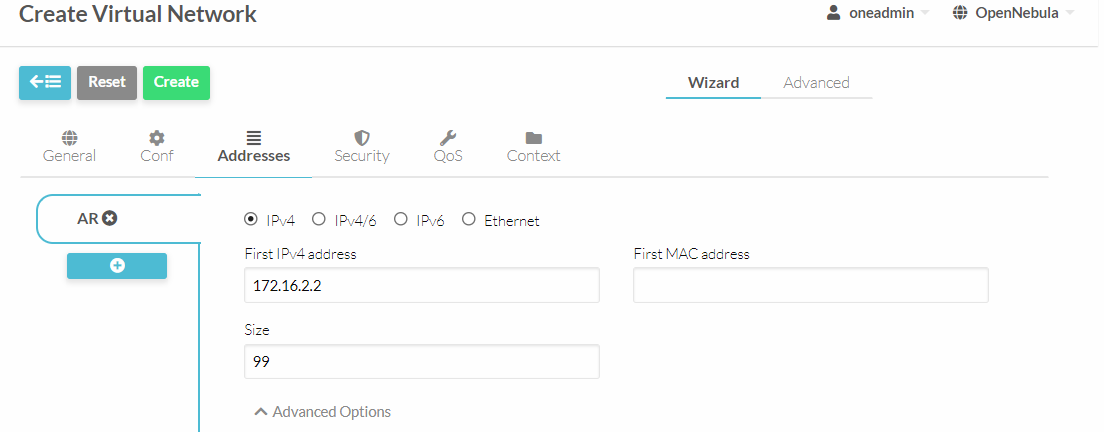 Create Virtual Network
oneadmin OpenNebula
Reset Create
Wizard Advanced
General Conf Addresses Security QoS Context
AR
IPv4 IPv4/6 IPv6 Ethernet
First IPv4 address First MAC address
172.16.2.2
Size
99
Advanced Options